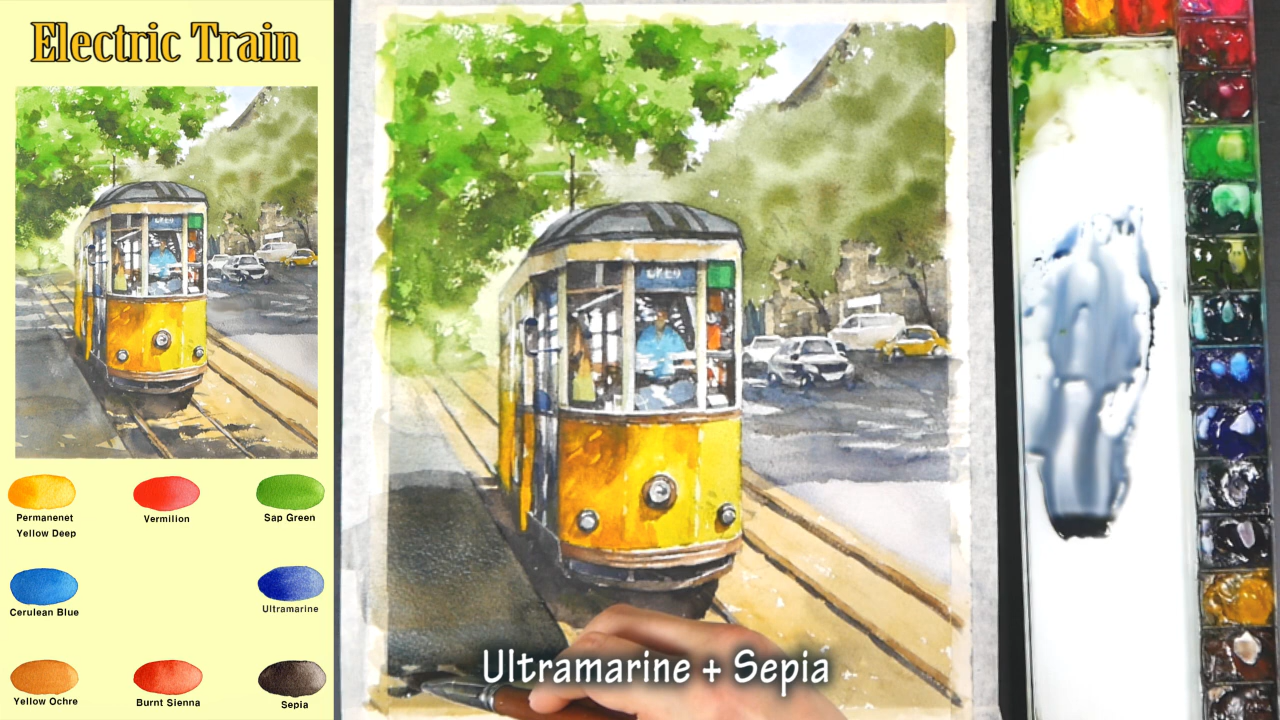 Electric Train
Permanenet
Yellow Deep
Vermilion
Sap Green
Cerulean Blue
Ultramarine
Yellow Ochre
Burnt Sienna
Sepia
Ultramarine + Sepia